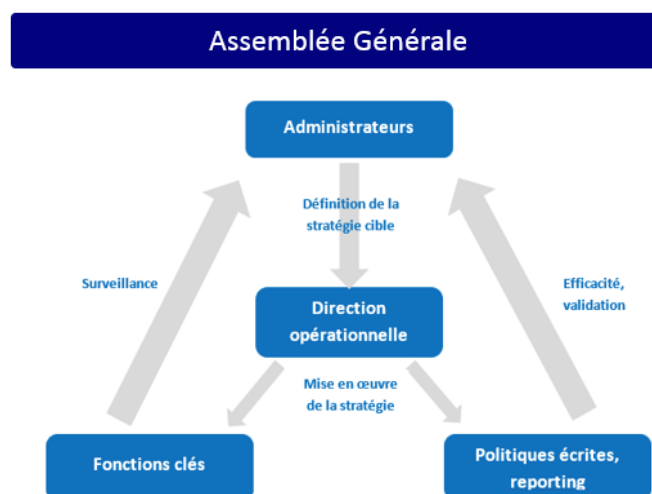 Assemblée Générale
Administrateurs
Définition de la
stratégie cible
Surveillance
Efficacité,
validation
Direction
opérationnelle
Mise en œuvre
de la stratégie
Fonctions clés
Politiques écrites,
reporting